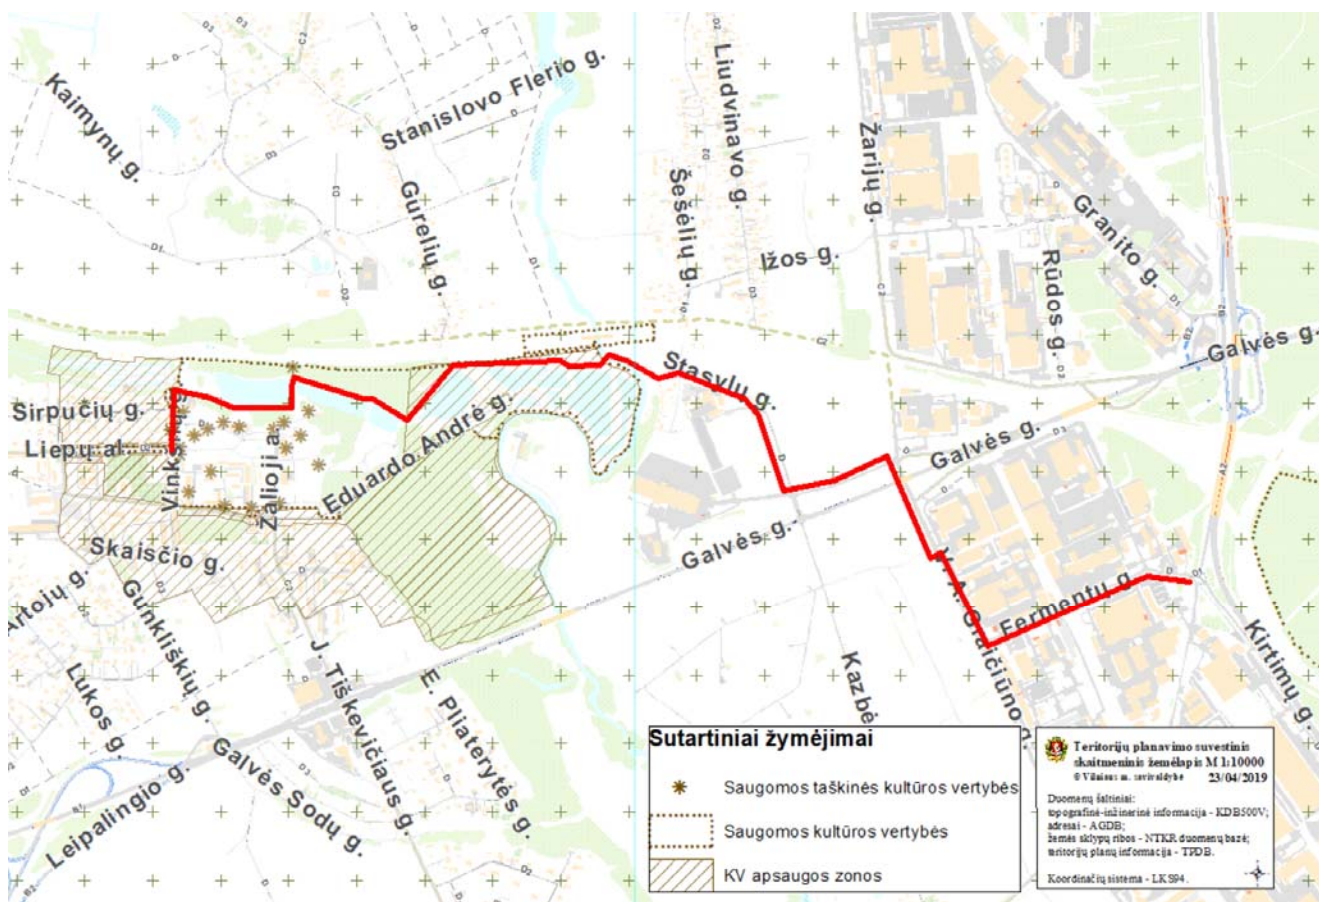 Kaimynų g.
Stanislovo Flerio g.
Gurelių g.
Liudvinavo g.
Šešėlių g.
Ižos g.
Žarijų g.
Granito g.
Rūdos g.
Galvės g.
Stasylų g.
Sirpučių g.
Liepų al.
Žalioji a.
Eduardo André g.
Galvės g.
Galvės g.-
Skaisčio g.
Artojų g.
Gunkliškių g.
Lukos g.
J. Tiškevičiaus g.
E. Pliaterytės g.
Galvės Sodų g.
Leipalingio g.
Kazbė
Fermentų g.
Kirtimų g.
Sutartiniai žymėjimai
Saugomos taškinės kultūros vertybės
Saugomos kultūros vertybės
KV apsaugos zonos
Teritorijų planavimo suvestinis
skaitmeninis žemėlapis M 1:10000
© Vilniaus m. savivaldybė 23/04/2019
Duomenų šaltiniai:
topografinė-inžinerinė informacija - KDB500V;
adresai - AGDB;
žemės sklypų ribos - NTKR duomenų bazė;
teritorijų planų informacija - TPDB.
Koordinačių sistema - LKS94.